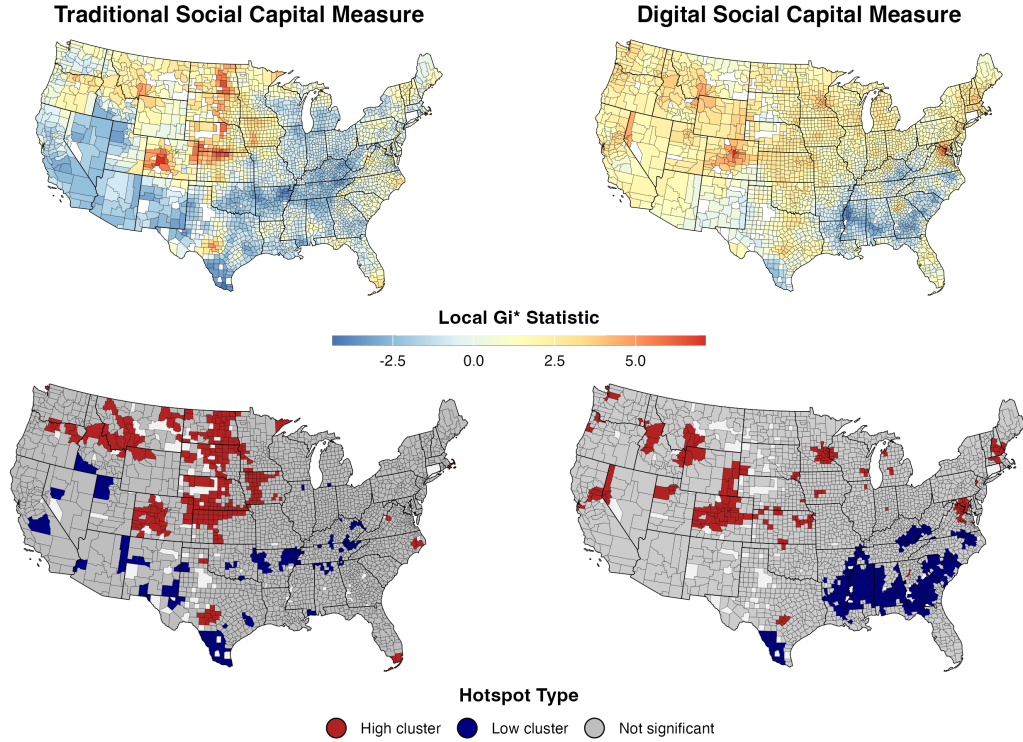 Traditional Social Capital Measure
Digital Social Capital Measure
Local Gi* Statistic
-2.5 0.0 2.5 5.0
Hotspot Type
High cluster Low cluster Not significant